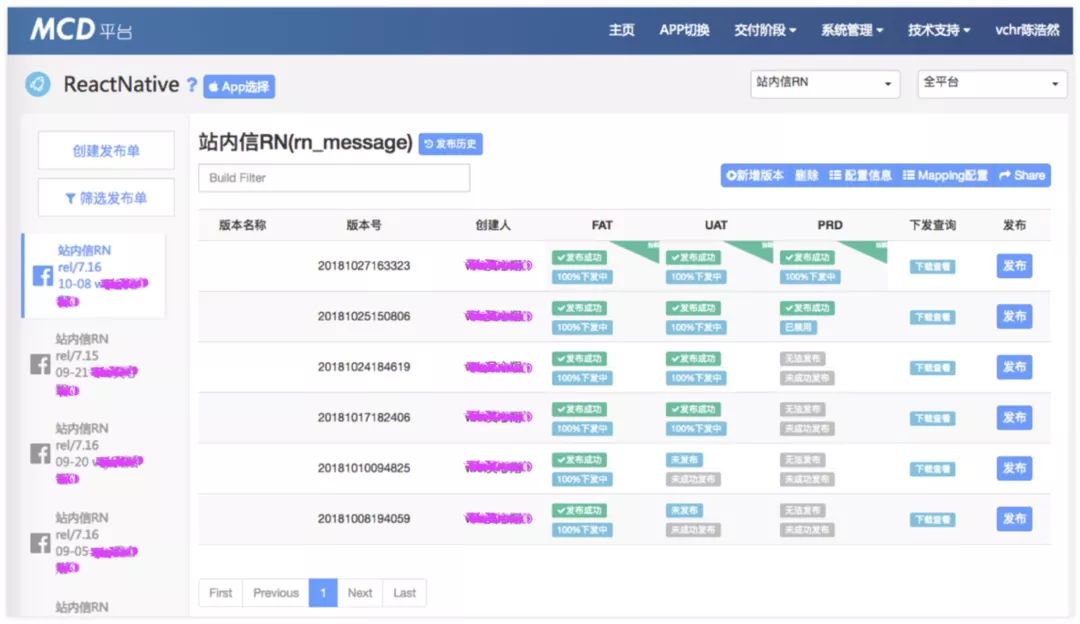 MCD平台
主页 APP切换 交付阶段 系统管理 技术支持 vchr陈浩然
ReactNative ? App选择
站内信RN 全平台
创建发布单
筛选发布单
站内信RN
rel/7.16
10-08
站内信RN
rel/7.15
09-21
站内信RN
rel/7.16
09-20
站内信RN
rel/7.16
09-05
站内信RN
站内信RN(rn_message) 发布历史
Build Filter
新增版本 删除 配置信息 Mapping配置 Share
版本名称 版本号 创建人 FAT UAT PRD 下发查询 发布
20181027163323 发布成功 发布成功 发布成功 下载查看 发布
100%下发中 100%下发中 100%下发中
20181025150806 发布成功 发布成功 发布成功 下载查看 发布
100%下发中 100%下发中 已禁用
20181024184619 发布成功 发布成功 无法发布 下载查看 发布
100%下发中 100%下发中 未成功发布
20181017182406 发布成功 发布成功 无法发布 下载查看 发布
100%下发中 100%下发中 未成功发布
20181010094825 发布成功 未发布 无法发布 下载查看 发布
100%下发中 未成功发布 未成功发布
20181008194059 发布成功 未发布 无法发布 下载查看 发布
100%下发中 未成功发布 未成功发布
First Previous 1 Next Last